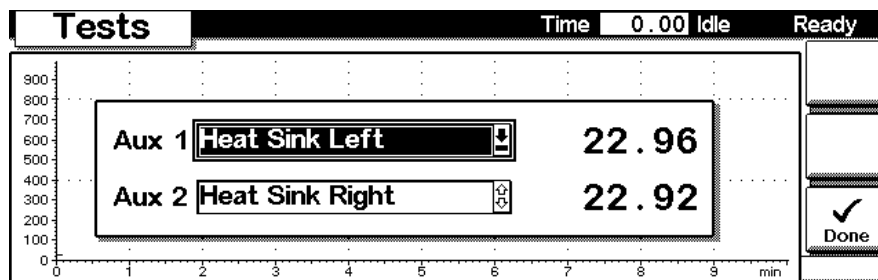 Tests Time 0.00 Idle Ready
900
800
700
600
500
400
300
200
100
0
Aux 1 Heat Sink Left 22.96
Aux 2 Heat Sink Right 22.92
Done
0 1 2 3 4 5 6 7 8 9 min